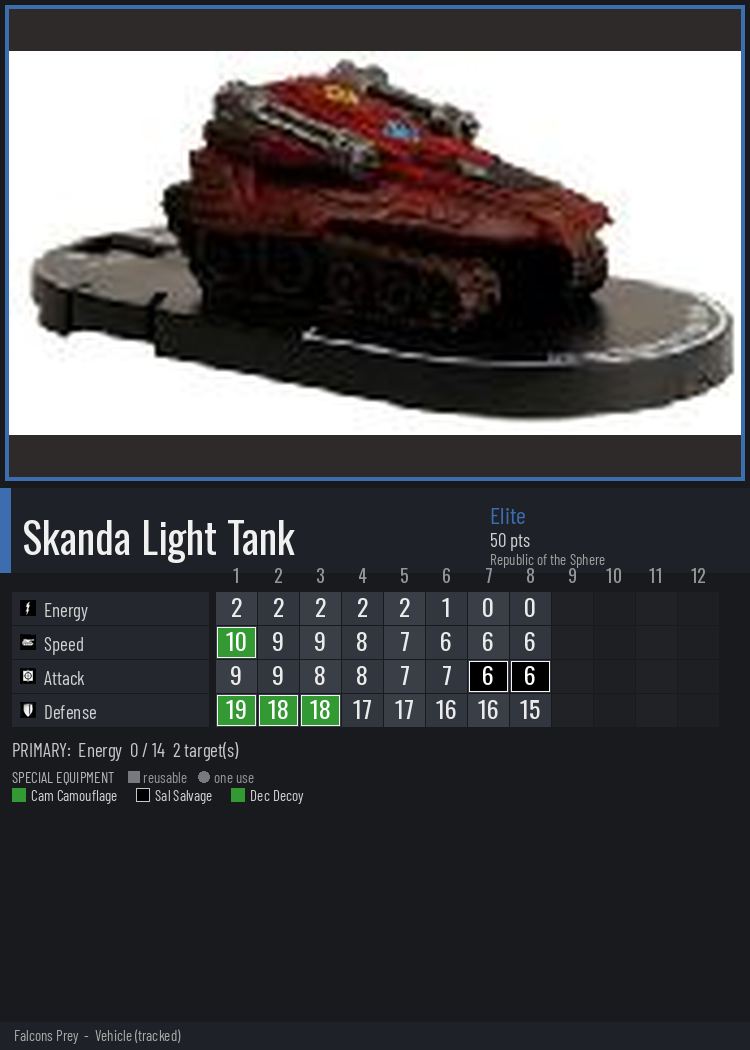 Skanda Light Tank
Elite
50 pts
Republic of the Sphere
1 2 3 4 5 6 7 8 9 10 11 12
Energy 2 2 2 2 2 1 0 0
Speed 10 9 9 8 7 6 6 6
Attack 9 9 8 8 7 7 6 6
Defense 19 18 18 17 17 16 16 15
PRIMARY: Energy 0 / 14 2 target(s)
SPECIAL EQUIPMENT reusable one use
Cam Camouflage Sal Salvage Dec Decoy
Falcons Prey - Vehicle (tracked)